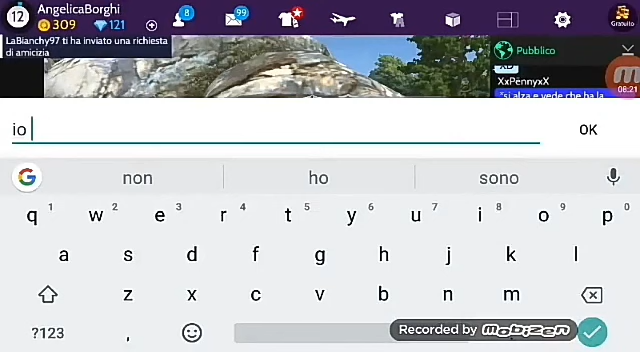 12
AngelicaBorghi
309
121
8
99
Gratuito
LaBianchy97 ti ha inviato una richiesta
di amicizia
Pubblico
XxPennyxX
*si alza e vede che ha la
08:21
io
OK
non
ho
sono
q 1 w 2 e 3 r 4 t 5 y 6 u 7 i 8 o 9 p 0
a s d f g h j k l
z x c v b n m
?123
,
Recorded by MOBIZEN